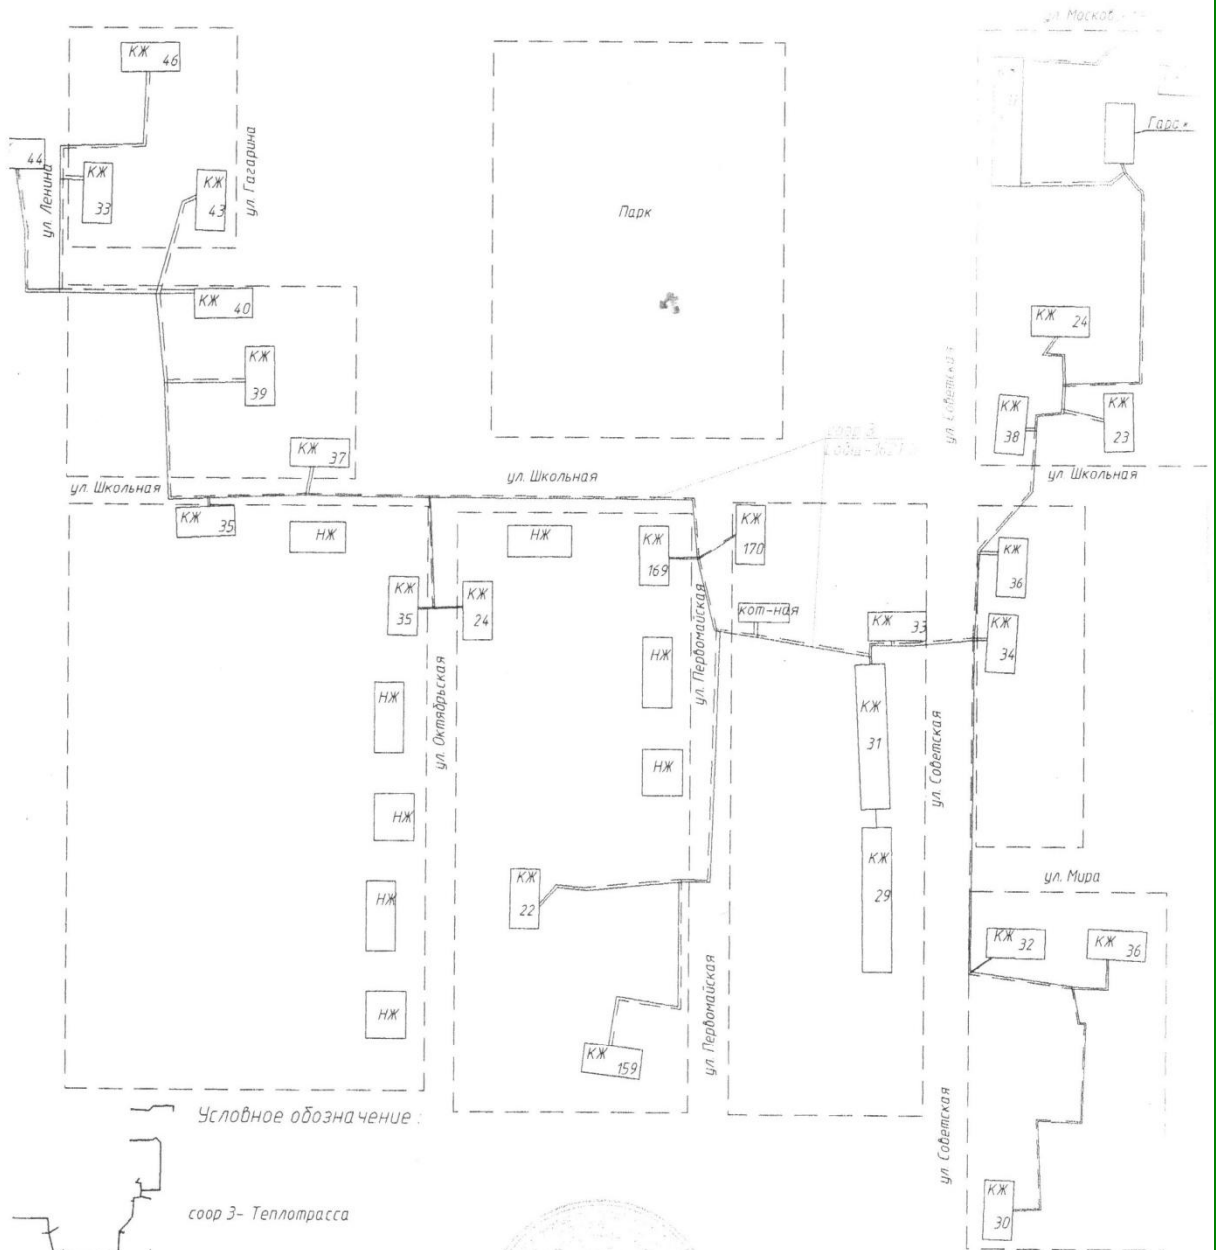 КЖ 46
44
КЖ 33
КЖ 43
ул. Ленина
ул. Гагарина
Парк
КЖ 40
КЖ 39
КЖ 37
КЖ 24
КЖ 38
КЖ 23
ул. Советская
ул. Школьная
ул. Школьная
ул. Школьная
КЖ 35
НЖ
НЖ
КЖ 169
КЖ 170
КЖ 36
КЖ 35
КЖ 24
кот-ная
КЖ 33
КЖ 34
ул. Первомайская
НЖ
НЖ
КЖ 31
НЖ
ул. Октябрьская
ул. Советская
НЖ
НЖ
КЖ 22
КЖ 29
ул. Мира
КЖ 32
КЖ 36
НЖ
ул. Первомайская
КЖ 159
ул. Советская
КЖ 30
Условное обозначение :
соор 3- Теплотрасса